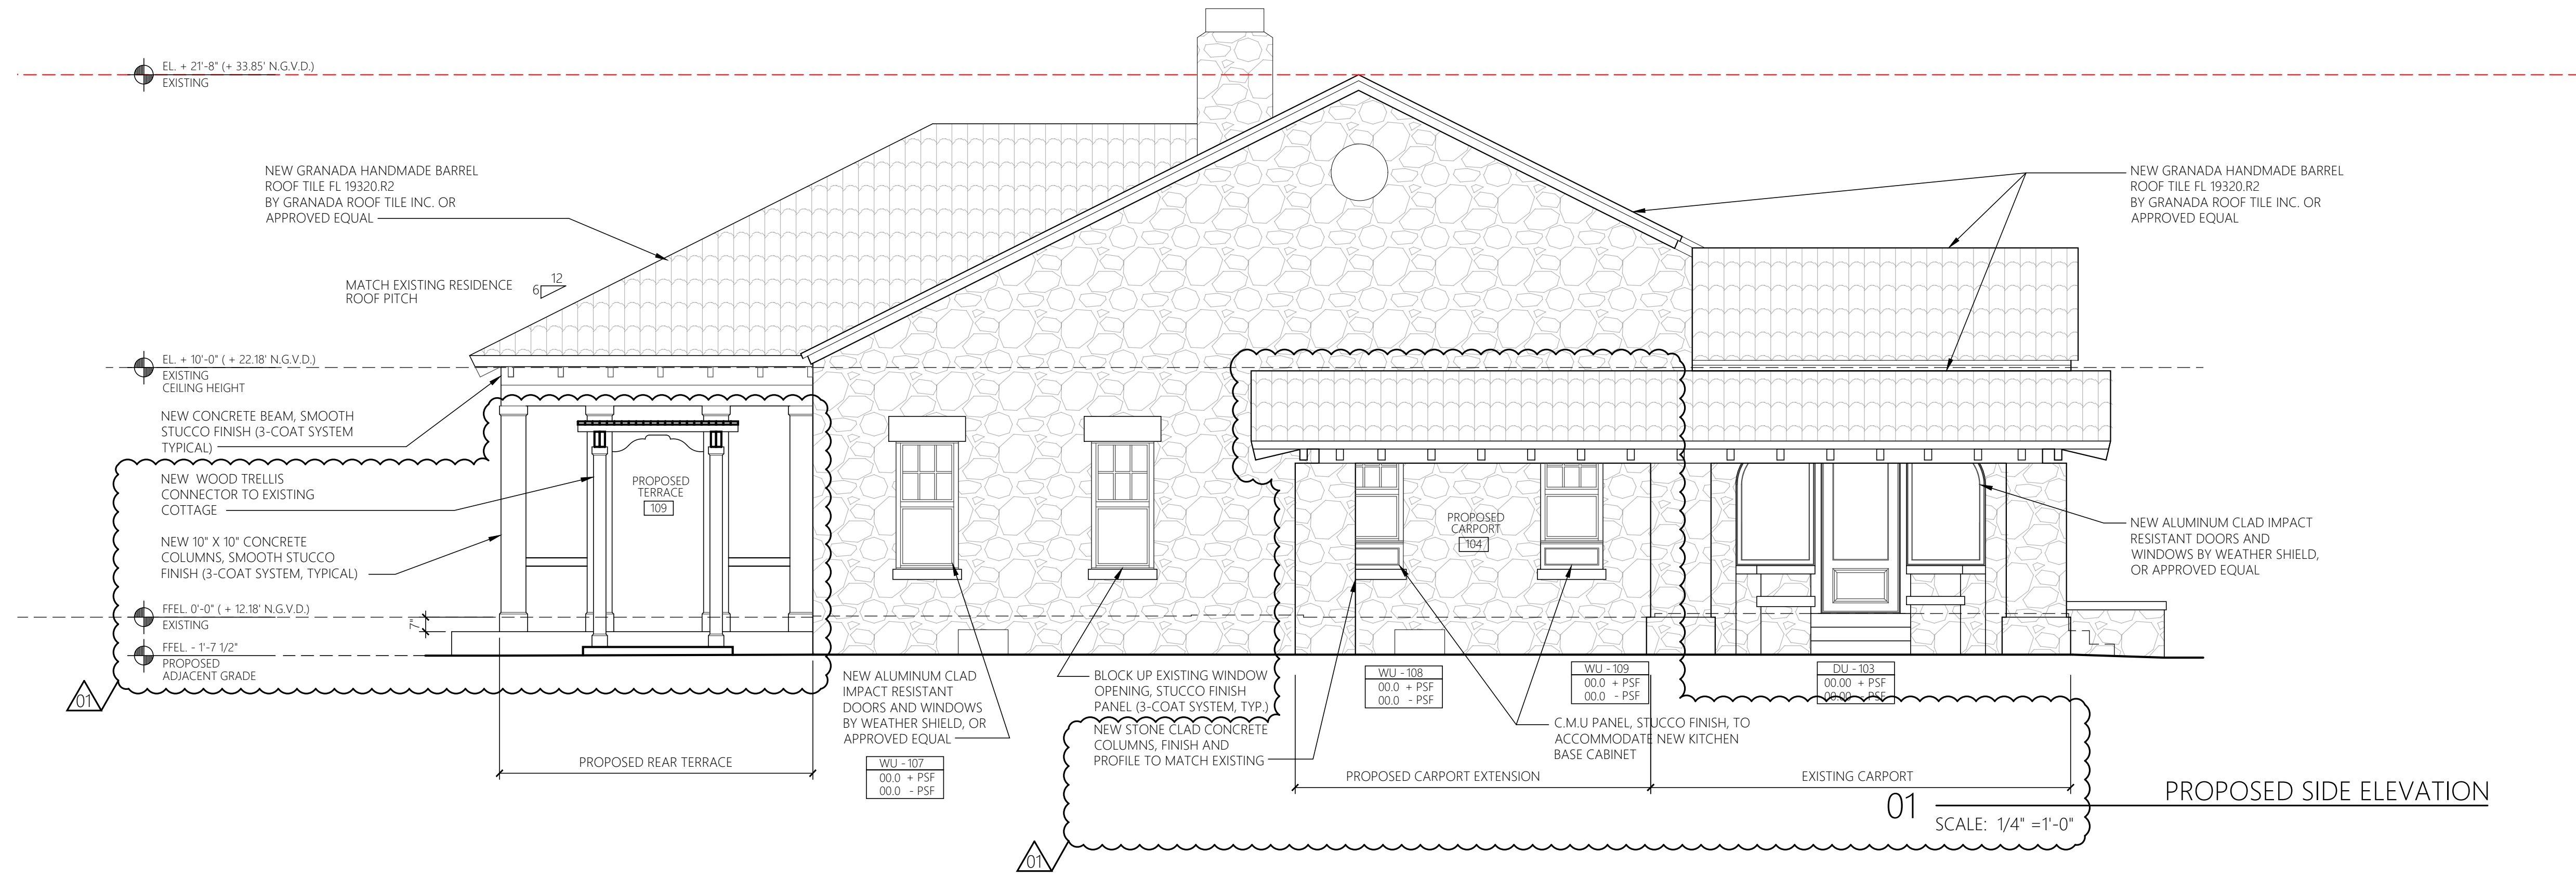 EL. + 21'-8" (+ 33.85' N.G.V.D.)
EXISTING
NEW GRANADA HANDMADE BARREL
ROOF TILE FL 19320.R2
BY GRANADA ROOF TILE INC. OR
APPROVED EQUAL
NEW GRANADA HANDMADE BARREL
ROOF TILE FL 19320.R2
BY GRANADA ROOF TILE INC. OR
APPROVED EQUAL
MATCH EXISTING RESIDENCE
ROOF PITCH
12
6
EL. + 10'-0" ( + 22.18' N.G.V.D.)
EXISTING
CEILING HEIGHT
NEW CONCRETE BEAM, SMOOTH
STUCCO FINISH (3-COAT SYSTEM
TYPICAL)
NEW WOOD TRELLIS
CONNECTOR TO EXISTING
COTTAGE
NEW 10" X 10" CONCRETE
COLUMNS, SMOOTH STUCCO
FINISH (3-COAT SYSTEM, TYPICAL)
PROPOSED
TERRACE
109
PROPOSED
CARPORT
104
NEW ALUMINUM CLAD IMPACT
RESISTANT DOORS AND
WINDOWS BY WEATHER SHIELD,
OR APPROVED EQUAL
FFEL. 0'-0" ( + 12.18' N.G.V.D.)
EXISTING
7"
FFEL. - 1'-7 1/2"
PROPOSED
ADJACENT GRADE
01
NEW ALUMINUM CLAD
IMPACT RESISTANT
DOORS AND WINDOWS
BY WEATHER SHIELD, OR
APPROVED EQUAL
WU - 107
00.0 + PSF
00.0 - PSF
BLOCK UP EXISTING WINDOW
OPENING, STUCCO FINISH
PANEL (3-COAT SYSTEM, TYP.)
NEW STONE CLAD CONCRETE
COLUMNS, FINISH AND
PROFILE TO MATCH EXISTING
WU - 108
00.0 + PSF
00.0 - PSF
WU - 109
00.0 + PSF
00.0 - PSF
DU - 103
00.00 + PSF
00.00 - PSF
C.M.U PANEL, STUCCO FINISH, TO
ACCOMMODATE NEW KITCHEN
BASE CABINET
PROPOSED REAR TERRACE
PROPOSED CARPORT EXTENSION
EXISTING CARPORT
01
PROPOSED SIDE ELEVATION
SCALE: 1/4" =1'-0"
01